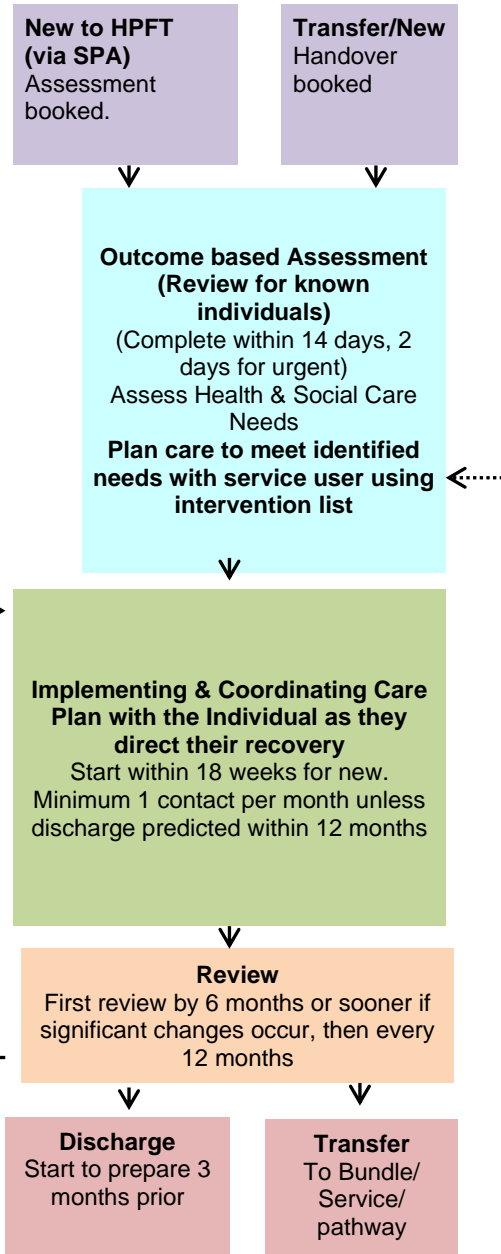 New to HPFT
(via SPA)
Assessment
booked.
Transfer/New
Handover
booked
Outcome based Assessment
(Review for known
individuals)
(Complete within 14 days, 2
days for urgent)
Assess Health & Social Care
Needs
Plan care to meet identified
needs with service user using
intervention list
Implementing & Coordinating Care
Plan with the Individual as they
direct their recovery
Start within 18 weeks for new.
Minimum 1 contact per month unless
discharge predicted within 12 months
Review
First review by 6 months or sooner if
significant changes occur, then every
12 months
Discharge
Start to prepare 3
months prior
Transfer
To Bundle/
Service/
pathway